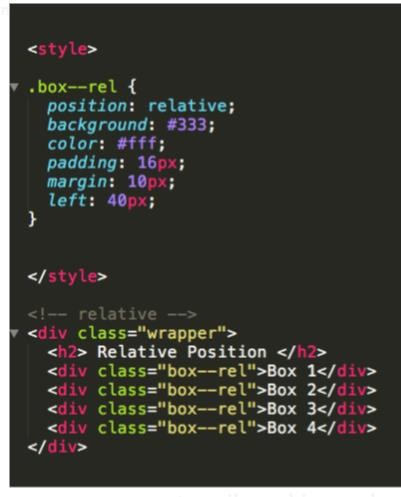 <style>
.box--rel {
position: relative;
background: #333;
color: #fff;
padding: 16px;
margin: 10px;
left: 40px;
}
</style>
<!-- relative -->
<div class="wrapper">
<h2> Relative Position </h2>
<div class="box--rel">Box 1</div>
<div class="box--rel">Box 2</div>
<div class="box--rel">Box 3</div>
<div class="box--rel">Box 4</div>
</div>